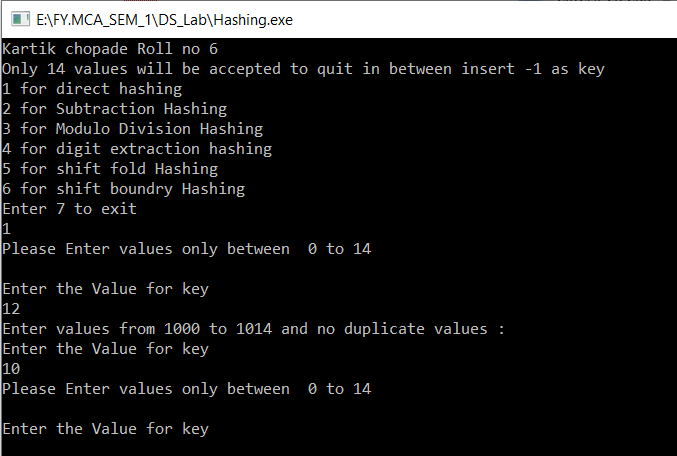 E:\FY.MCA_SEM_1\DS_Lab\Hashing.exe
Kartik chopade Roll no 6
Only 14 values will be accepted to quit in between insert -1 as key
1 for direct hashing
2 for Subtraction Hashing
3 for Modulo Division Hashing
4 for digit extraction hashing
5 for shift fold Hashing
6 for shift boundry Hashing
Enter 7 to exit
1
Please Enter values only between  0 to 14
Enter the Value for key
12
Enter values from 1000 to 1014 and no duplicate values :
Enter the Value for key
10
Please Enter values only between  0 to 14
Enter the Value for key